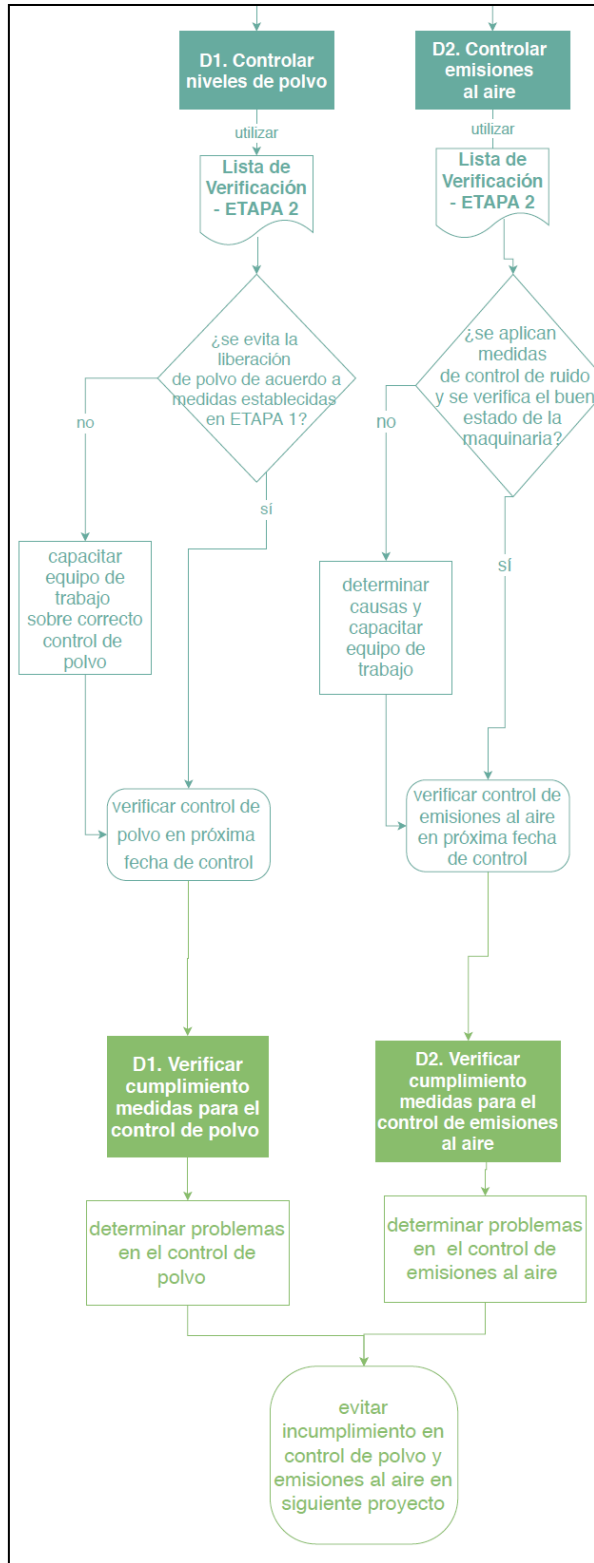 D1. Controlar
niveles de polvo
utilizar
Lista de
Verificación
- ETAPA 2
¿se evita la
liberación
de polvo de acuerdo a
medidas establecidas
en ETAPA 1?
no
sí
capacitar
equipo de
trabajo
sobre correcto
control de
polvo
verificar control de
polvo en próxima
fecha de control
D1. Verificar
cumplimiento
medidas para el
control de polvo
determinar problemas
en el control de
polvo
D2. Controlar
emisiones
al aire
utilizar
Lista de
Verificación
- ETAPA 2
¿se aplican
medidas
de control de ruido
y se verifica el buen
estado de la
maquinaria?
no
sí
determinar
causas y
capacitar
equipo de
trabajo
verificar control de
emisiones al aire
en próxima fecha
de control
D2. Verificar
cumplimiento
medidas para el
control de emisiones
al aire
determinar problemas
en el control de
emisiones al aire
evitar
incumplimiento en
control de polvo y
emisiones al aire en
siguiente proyecto